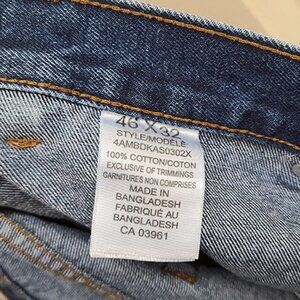 46 X 32
STYLE/MODÈLE
4AMBDKAS0302X
100% COTTON/COTON
EXCLUSIVE OF TRIMMINGS
GARNITURES NON COMPRISES
MADE IN
BANGLADESH
FABRIQUÉ AU
BANGLADESH
CA 03961